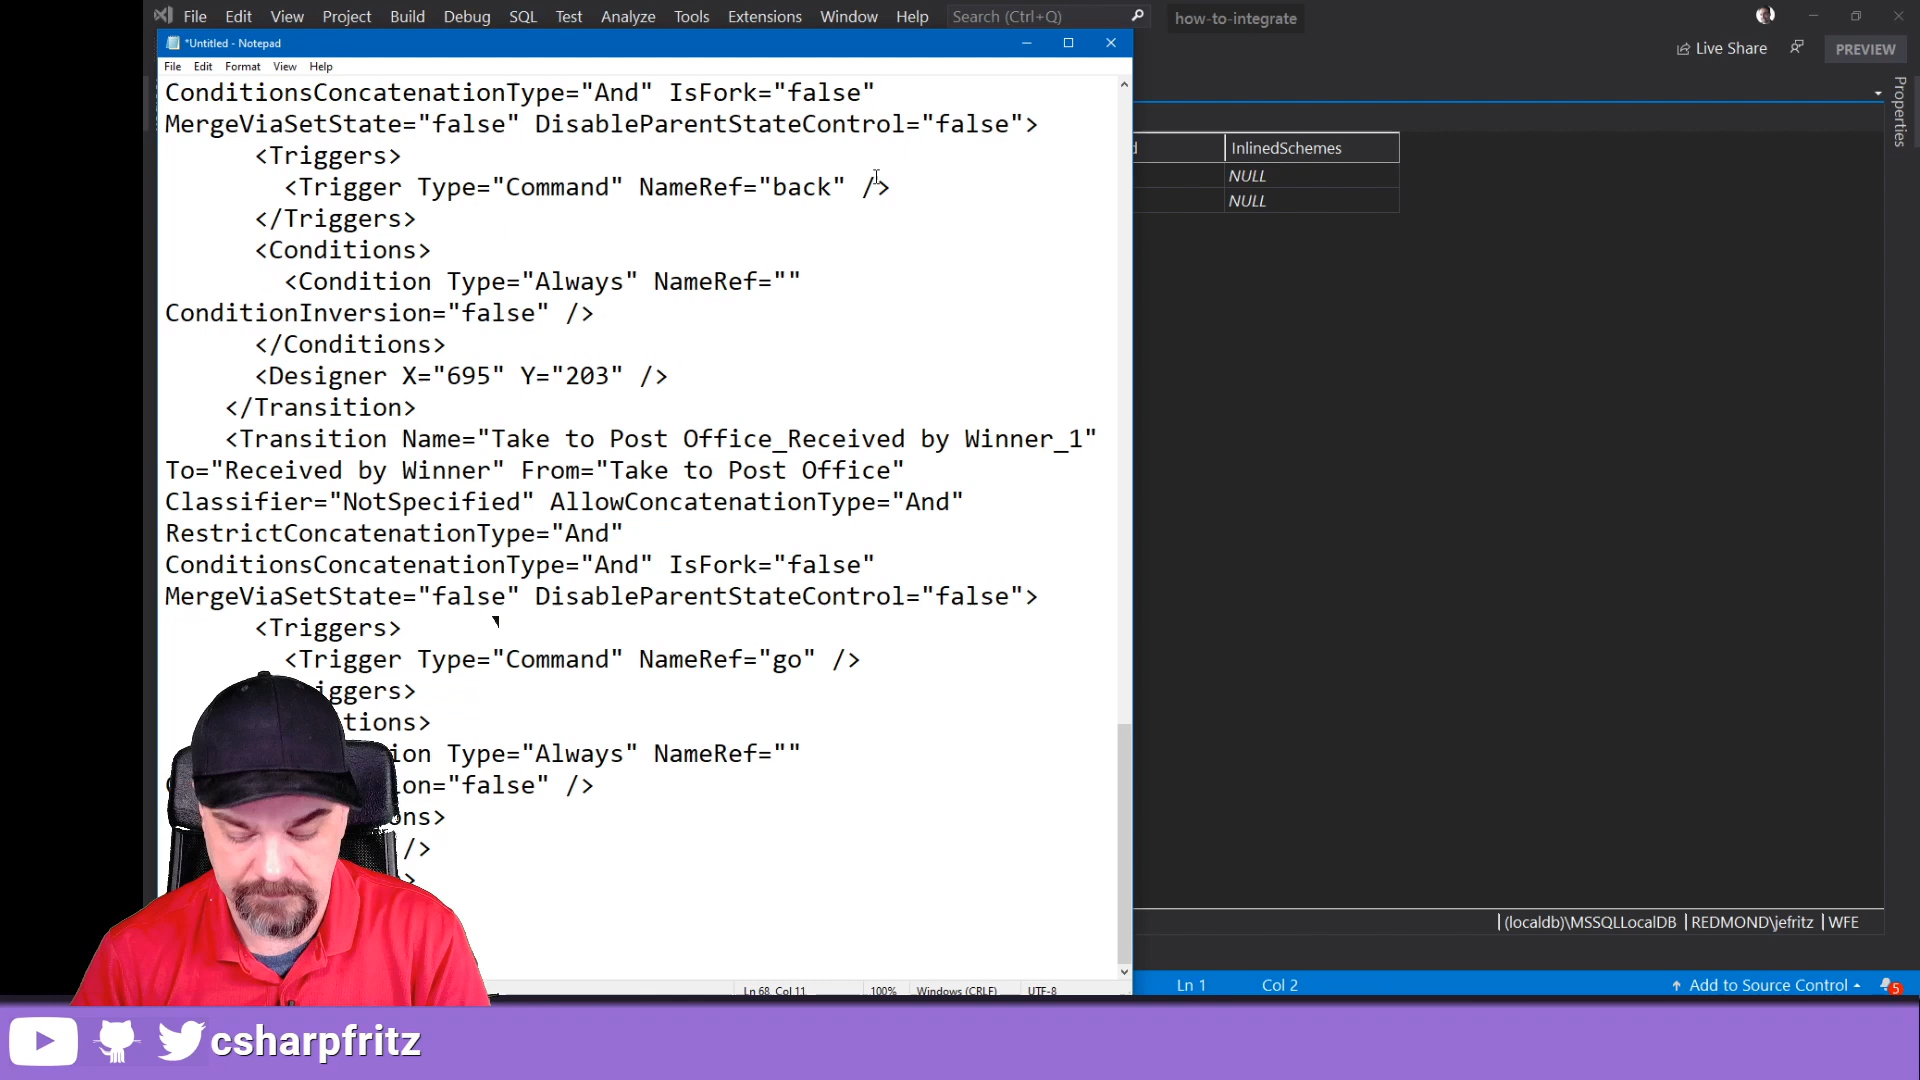 File Edit View Project Build Debug SQL Test Analyze Tools Extensions Window Help Search (Ctrl+Q) how-to-integrate
*Untitled - Notepad
Live Share
PREVIEW
File Edit Format View Help
Properties
ConditionsConcatenationType="And" IsFork="false"
MergeViaSetState="false" DisableParentStateControl="false">
<Triggers>
<Trigger Type="Command" NameRef="back" />
</Triggers>
<Conditions>
<Condition Type="Always" NameRef=""
ConditionInversion="false" />
</Conditions>
<Designer X="695" Y="203" />
</Transition>
<Transition Name="Take to Post Office_Received by Winner_1"
To="Received by Winner" From="Take to Post Office"
Classifier="NotSpecified" AllowConcatenationType="And"
RestrictConcatenationType="And"
ConditionsConcatenationType="And" IsFork="false"
MergeViaSetState="false" DisableParentStateControl="false">
<Triggers>
<Trigger Type="Command" NameRef="go" />
iggers>
tions>
ion Type="Always" NameRef=""
on="false" />
ons>
/>
>
d InlinedSchemes
NULL
NULL
(localdb)\MSSQLLocalDB REDMOND\jefritz WFE
Ln 68, Col 11 100% Windows (CRLF) UTF-8
Ln 1 Col 2 Add to Source Control 5
csharpfritz